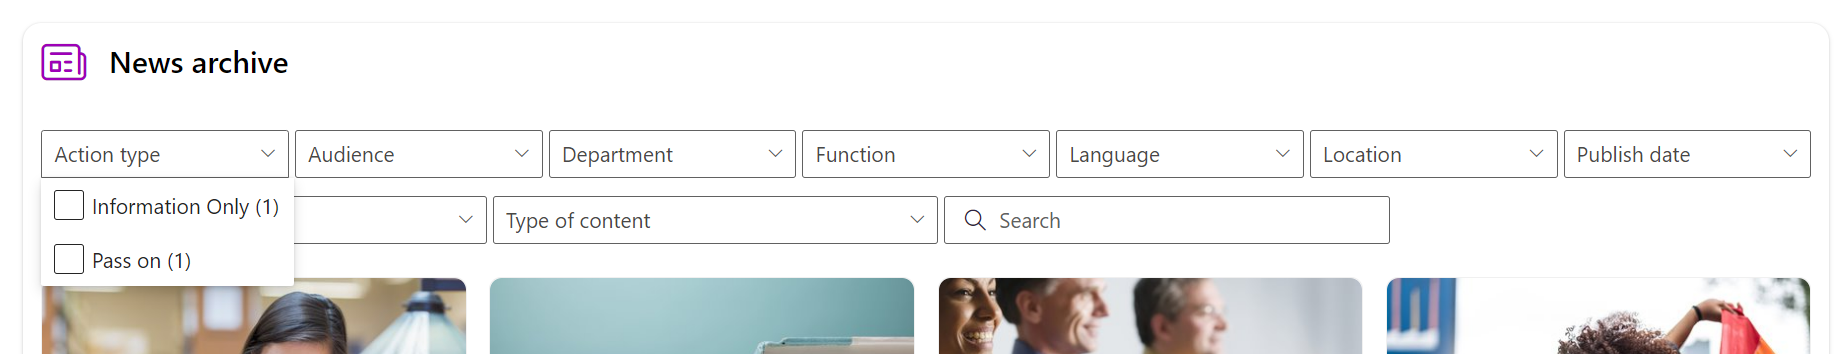 News archive
Action type
Audience
Department
Function
Language
Location
Publish date
Information Only (1)
Pass on (1)
Type of content
Search